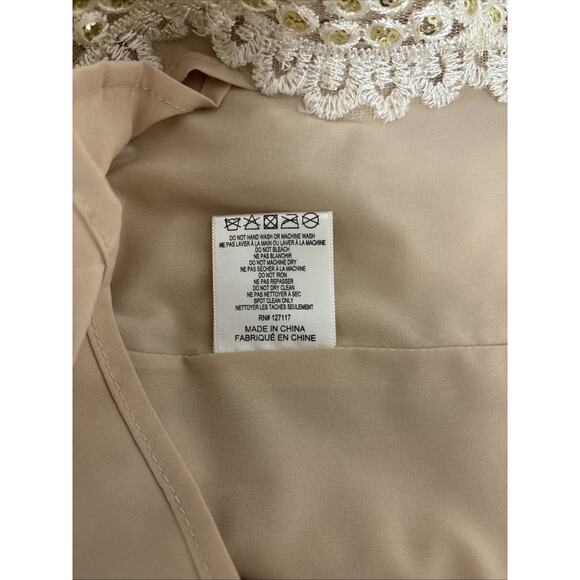 DO NOT HAND WASH OR MACHINE WASH
NE PAS LAVER À LA MAIN OU LAVER À LA MACHINE
DO NOT BLEACH
NE PAS BLANCHIR
DO NOT MACHINE DRY
NE PAS SÉCHER À LA MACHINE
DO NOT IRON
NE PAS REPASSER
DO NOT DRY CLEAN
NE PAS NETTOYER À SEC
SPOT CLEAN ONLY
NETTOYER LES TACHES SEULEMENT
RN# 127117
MADE IN CHINA
FABRIQUÉ EN CHINE